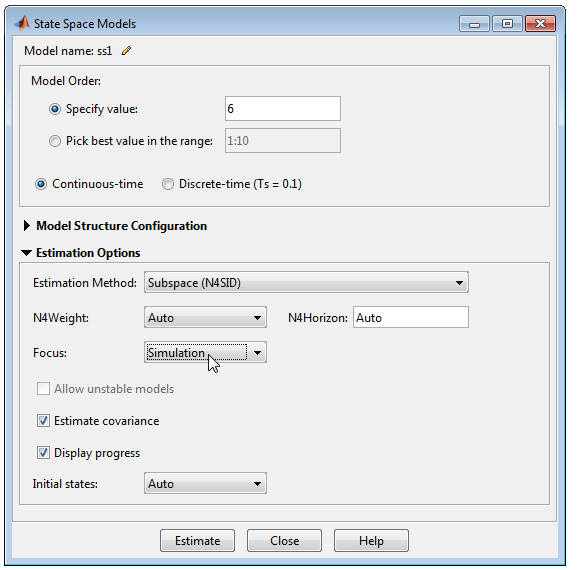 State Space Models
Model name: ss1
Model Order:
Specify value: 6
Pick best value in the range: 1:10
Continuous-time Discrete-time (Ts = 0.1)
Model Structure Configuration
Estimation Options
Estimation Method: Subspace (N4SID)
N4Weight: Auto N4Horizon: Auto
Focus: Simulation
Allow unstable models
Estimate covariance
Display progress
Initial states: Auto
Estimate Close Help